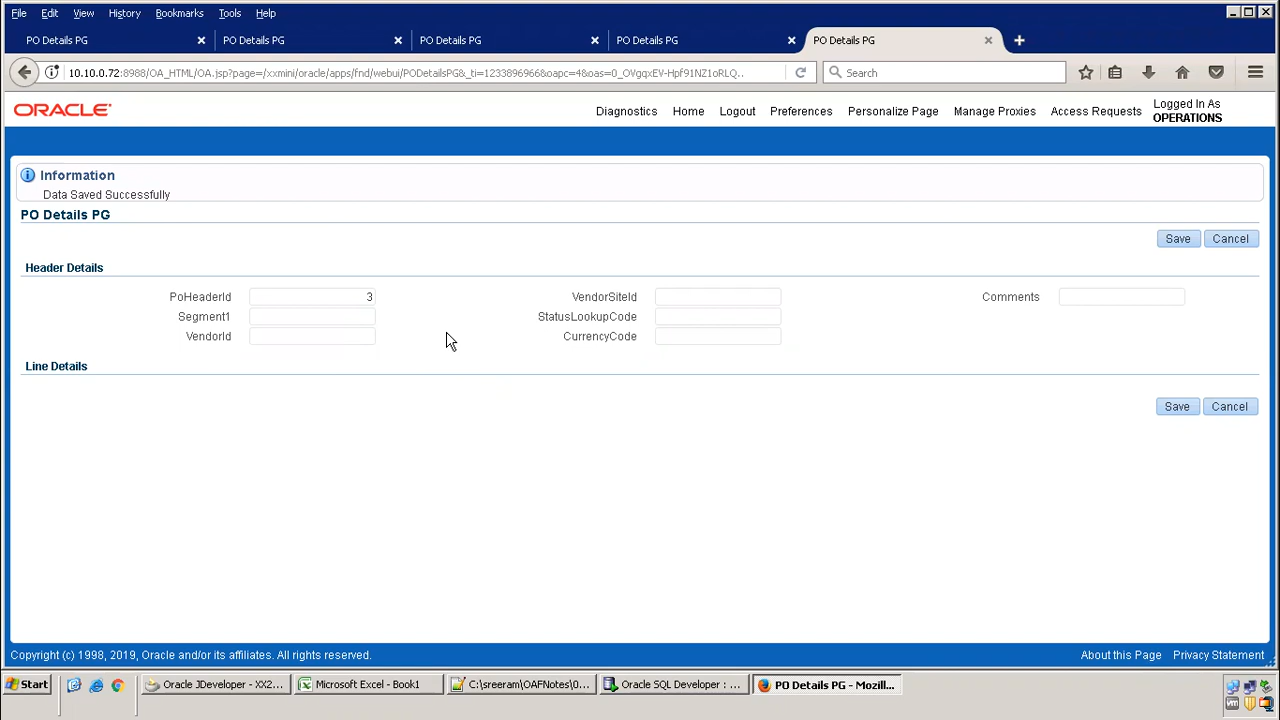 File Edit View History Bookmarks Tools Help
PO Details PG PO Details PG PO Details PG PO Details PG PO Details PG
10.10.0.72:8988/OA_HTML/OA.jsp?page=/xxmini/oracle/apps/fnd/webui/PODetailsPG&_ti=1233896966&oapc=4&oas=0_OVgqxEV-Hpf91NZ1oRLQ.. Search
ORACLE Diagnostics Home Logout Preferences Personalize Page Manage Proxies Access Requests Logged In As OPERATIONS
Information
Data Saved Successfully
PO Details PG
Save Cancel
Header Details
PoHeaderId 3 VendorSiteId Comments
Segment1 StatusLookupCode
VendorId CurrencyCode
Line Details
Save Cancel
Copyright (c) 1998, 2019, Oracle and/or its affiliates. All rights reserved. About this Page Privacy Statement
Start Oracle JDeveloper - XX2... Microsoft Excel - Book1 C:\sreeram\OAFNotes\0... Oracle SQL Developer : ... PO Details PG - Mozill...